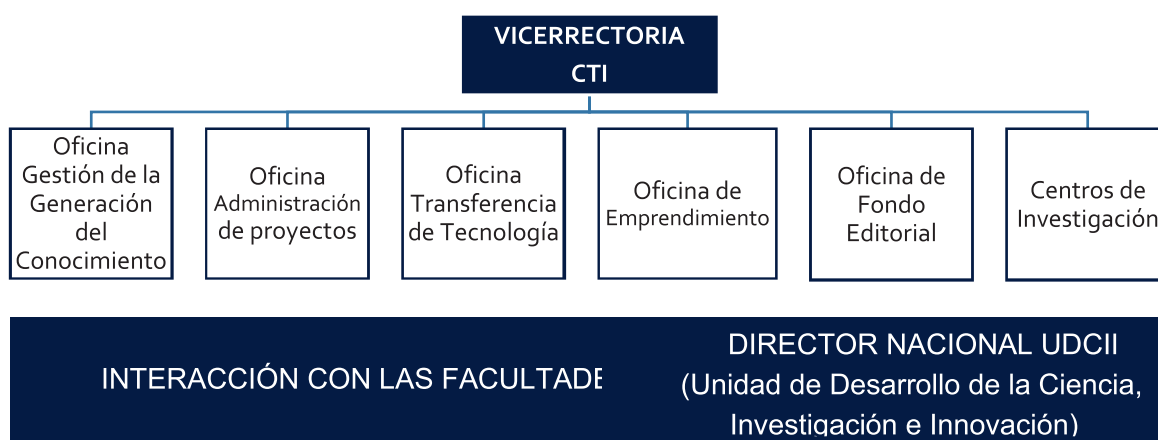 VICERRECTORIA
CTI
Oficina
Gestión de la
Generación
del
Conocimiento
Oficina
Administración
de proyectos
Oficina
Transferencia
de Tecnología
Oficina de
Emprendimiento
Oficina de
Fondo
Editorial
Centros de
Investigación
INTERACCIÓN CON LAS FACULTADE
DIRECTOR NACIONAL UDCII
(Unidad de Desarrollo de la Ciencia,
Investigación e Innovación)